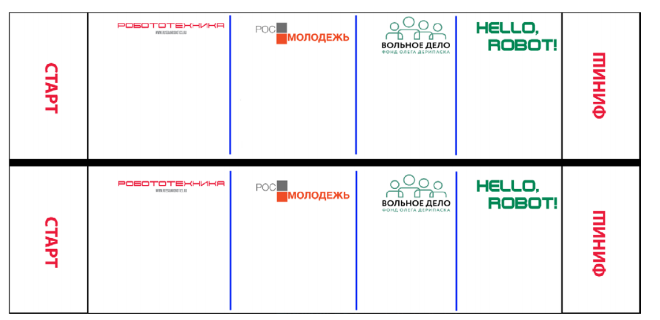 СТАРТ
РОБОТОТЕХНИКА
РОС
МОЛОДЕЖЬ
ВОЛЬНОЕ ДЕЛО
ФОНД ОЛЕГА ДЕРИПАСКА
HELLO,
ROBOT!
ФИНИШ
СТАРТ
РОБОТОТЕХНИКА
РОС
МОЛОДЕЖЬ
ВОЛЬНОЕ ДЕЛО
ФОНД ОЛЕГА ДЕРИПАСКА
HELLO,
ROBOT!
ФИНИШ